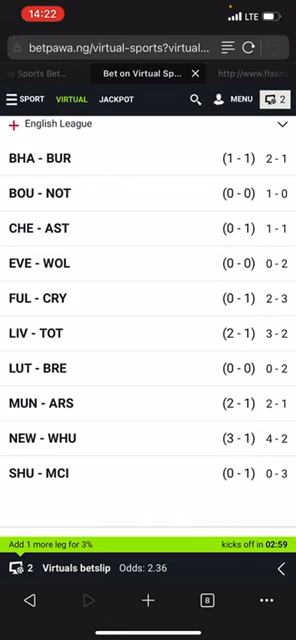 14:22
LTE
betpawa.ng/virtual-sports?virtual...
e Sports Bet...
Bet on Virtual Sp...
http://www.flash
SPORT VIRTUAL JACKPOT MENU 2
English League
BHA - BUR (1 - 1) 2 - 1
BOU - NOT (0 - 0) 1 - 0
CHE - AST (0 - 1) 1 - 1
EVE - WOL (0 - 0) 0 - 2
FUL - CRY (0 - 1) 2 - 3
LIV - TOT (2 - 1) 3 - 2
LUT - BRE (0 - 0) 0 - 2
MUN - ARS (2 - 1) 2 - 1
NEW - WHU (3 - 1) 4 - 2
SHU - MCI (0 - 1) 0 - 3
Add 1 more leg for 3% kicks off in 02:59
2 Virtuals betslip Odds: 2.36
8